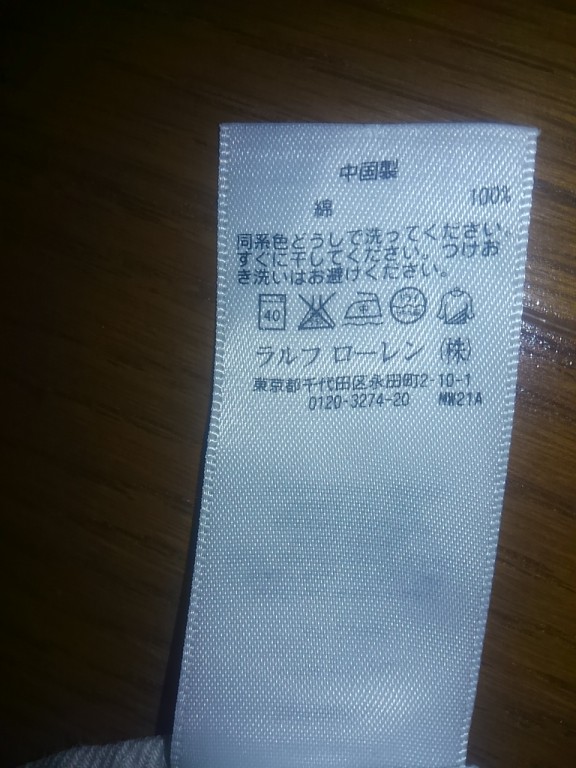 中国製
綿 100%
同系色どうしで洗ってください。
すぐに干してください。つけお
き洗いはお避けください。
40 中
ラルフ ローレン (株)
東京都千代田区永田町2-10-1
0120-3274-20 MW21A